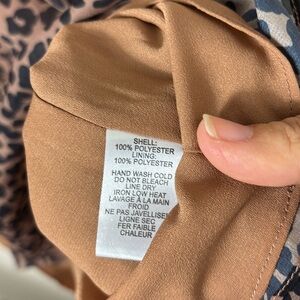 SHELL:
100% POLYESTER
LINING:
100% POLYESTER
HAND WASH COLD
DO NOT BLEACH
LINE DRY
IRON LOW HEAT
LAVAGE À LA MAIN
FROID
NE PAS JAVELLISER
LIGNE SEC
FER FAIBLE
CHALEUR